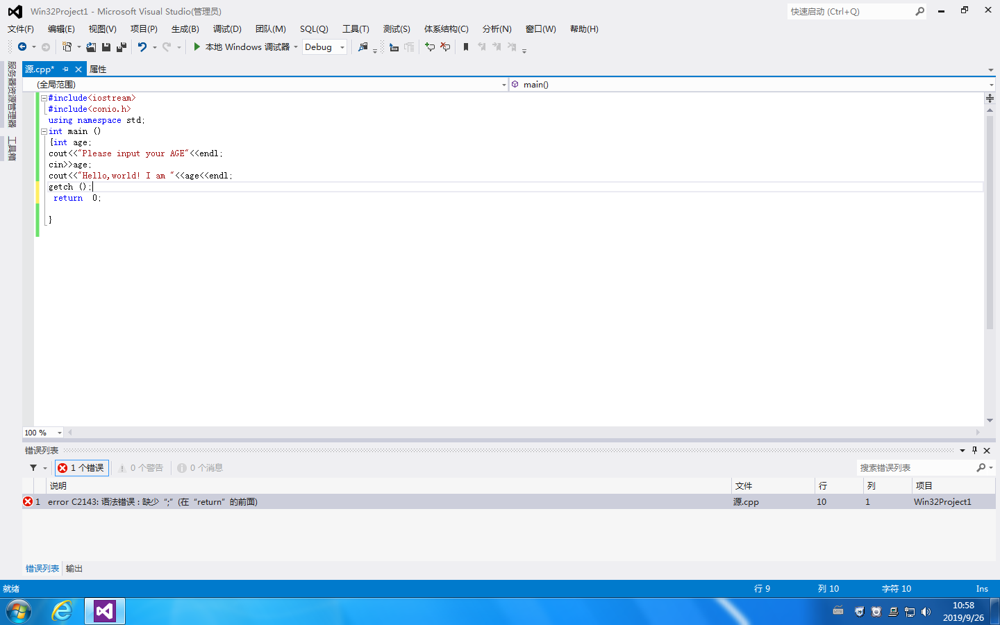 Win32Project1 - Microsoft Visual Studio(管理员)
快速启动 (Ctrl+Q)
文件(F) 编辑(E) 视图(V) 项目(P) 生成(B) 调试(D) 团队(M) SQL(Q) 工具(T) 测试(S) 体系结构(C) 分析(N) 窗口(W) 帮助(H)
本地 Windows 调试器 Debug
服务器资源管理器
工具箱
源.cpp* 属性
(全局范围) main()
#include<iostream>
#include<conio.h>
using namespace std;
int main ()
{int age;
cout<<"Please input your AGE"<<endl;
cin>>age;
cout<<"Hello,world! I am "<<age<<endl;
getch ();
return 0;
}
100 %
错误列表
1 个错误 0 个警告 0 个消息 搜索错误列表
说明 文件 行 列 项目
1 error C2143: 语法错误 : 缺少“;”(在“return”的前面) 源.cpp 10 1 Win32Project1
错误列表 输出
就绪 行 9 列 10 字符 10 Ins
10:58
2019/9/26